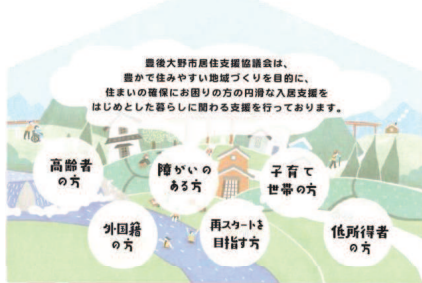 豊後大野市居住支援協議会は、
豊かで住みやすい地域づくりを目的に、
住まいの確保にお困りの方の円滑な入居支援を
はじめとした暮らしに関わる支援を行っております。
高齢者
の方
障がいの
ある方
子育て
世帯の方
外国籍
の方
再スタートを
目指す方
低所得者
の方